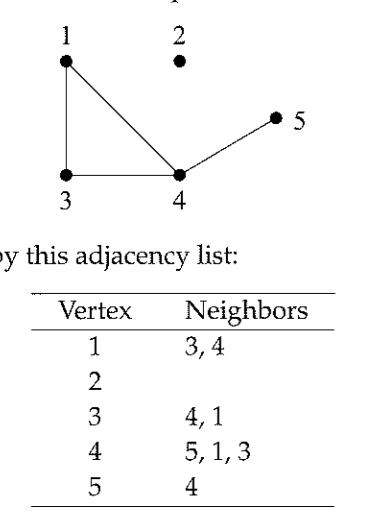 1 2
5
3 4
by this adjacency list:
Vertex Neighbors
1 3, 4
2
3 4, 1
4 5, 1, 3
5 4